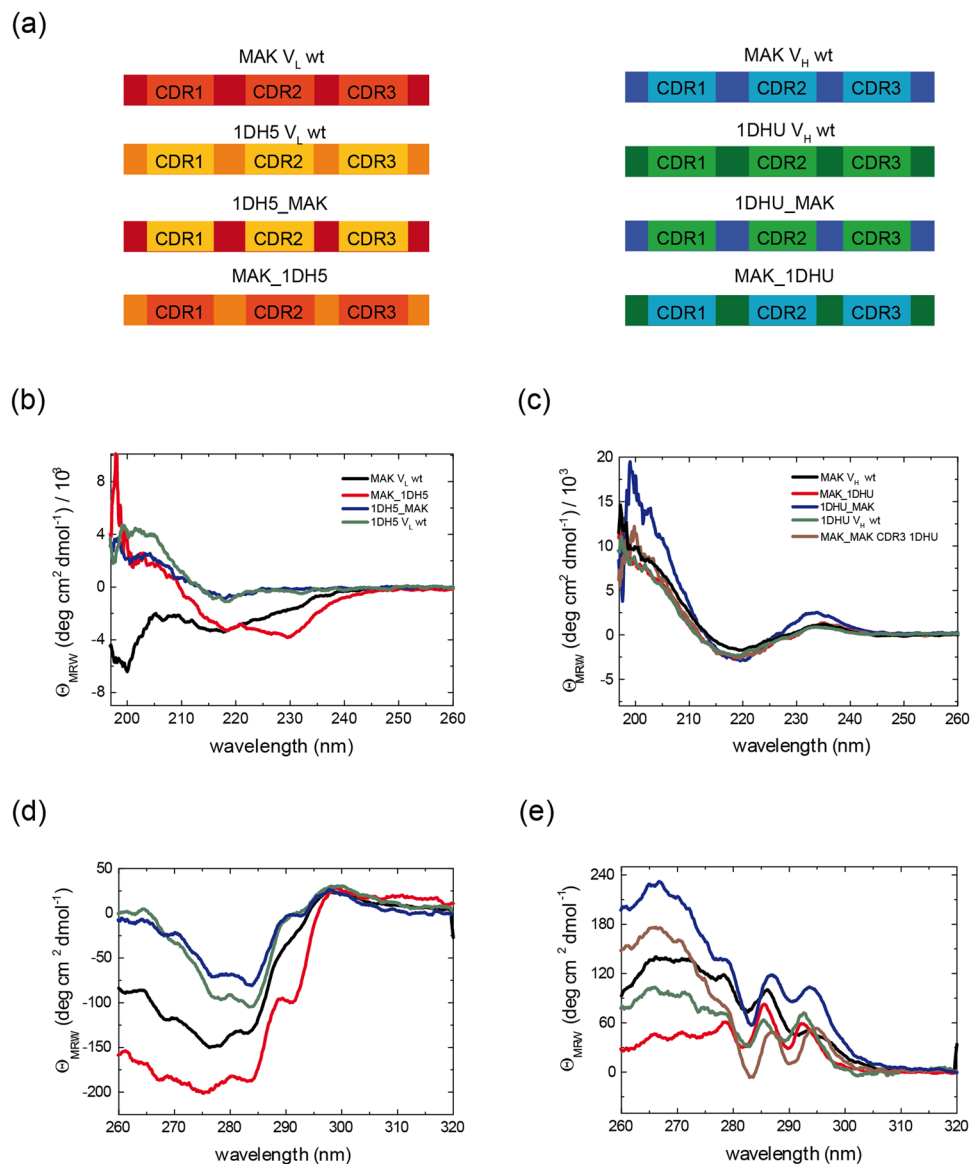 (a)
MAK V_L wt
CDR1 CDR2 CDR3
1DH5 V_L wt
CDR1 CDR2 CDR3
1DH5_MAK
CDR1 CDR2 CDR3
MAK_1DH5
CDR1 CDR2 CDR3
MAK V_H wt
CDR1 CDR2 CDR3
1DHU V_H wt
CDR1 CDR2 CDR3
1DHU_MAK
CDR1 CDR2 CDR3
MAK_1DHU
CDR1 CDR2 CDR3
(b)
Θ_MRW (deg cm² dmol⁻¹) / 10³
8
4
0
-4
-8
MAK V_L wt
MAK_1DH5
1DH5_MAK
1DH5 V_L wt
200 210 220 230 240 250 260
wavelength (nm)
(c)
Θ_MRW (deg cm² dmol⁻¹) / 10³
20
15
10
5
0
-5
MAK V_H wt
MAK_1DHU
1DHU_MAK
1DHU V_H wt
MAK_MAK CDR3 1DHU
200 210 220 230 240 250 260
wavelength (nm)
(d)
Θ_MRW (deg cm² dmol⁻¹)
50
0
-50
-100
-150
-200
260 270 280 290 300 310 320
wavelength (nm)
(e)
Θ_MRW (deg cm² dmol⁻¹)
240
180
120
60
0
260 270 280 290 300 310 320
wavelength (nm)